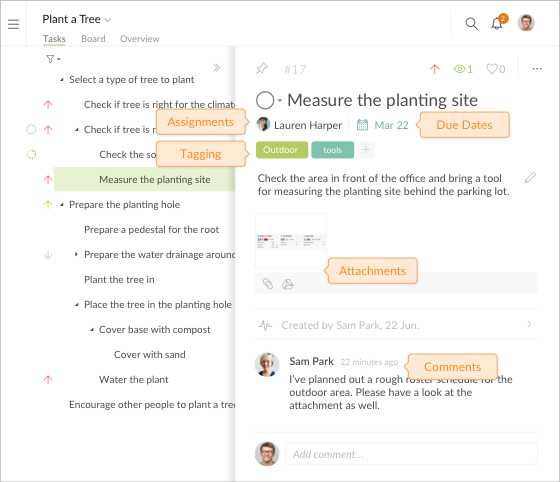 Plant a Tree
2
Tasks Board Overview
Select a type of tree to plant
Check if tree is right for the climate
Check if tree is r
Check the so
Measure the planting site
Prepare the planting hole
Prepare a pedestal for the root
Prepare the water drainage around
Plant the tree in
Place the tree in the planting hole
Cover base with compost
Cover with sand
Water the plant
Encourage other people to plant a tree
#17
1
0
Measure the planting site
Assignments
Lauren Harper
Mar 22
Due Dates
Tagging
Outdoor
tools
+
Check the area in front of the office and bring a tool
for measuring the planting site behind the parking lot.
Attachments
Created by Sam Park, 22 Jun.
Sam Park 22 minutes ago
Comments
I've planned out a rough roster schedule for the
outdoor area. Please have a look at the
attachment as well.
Add comment...